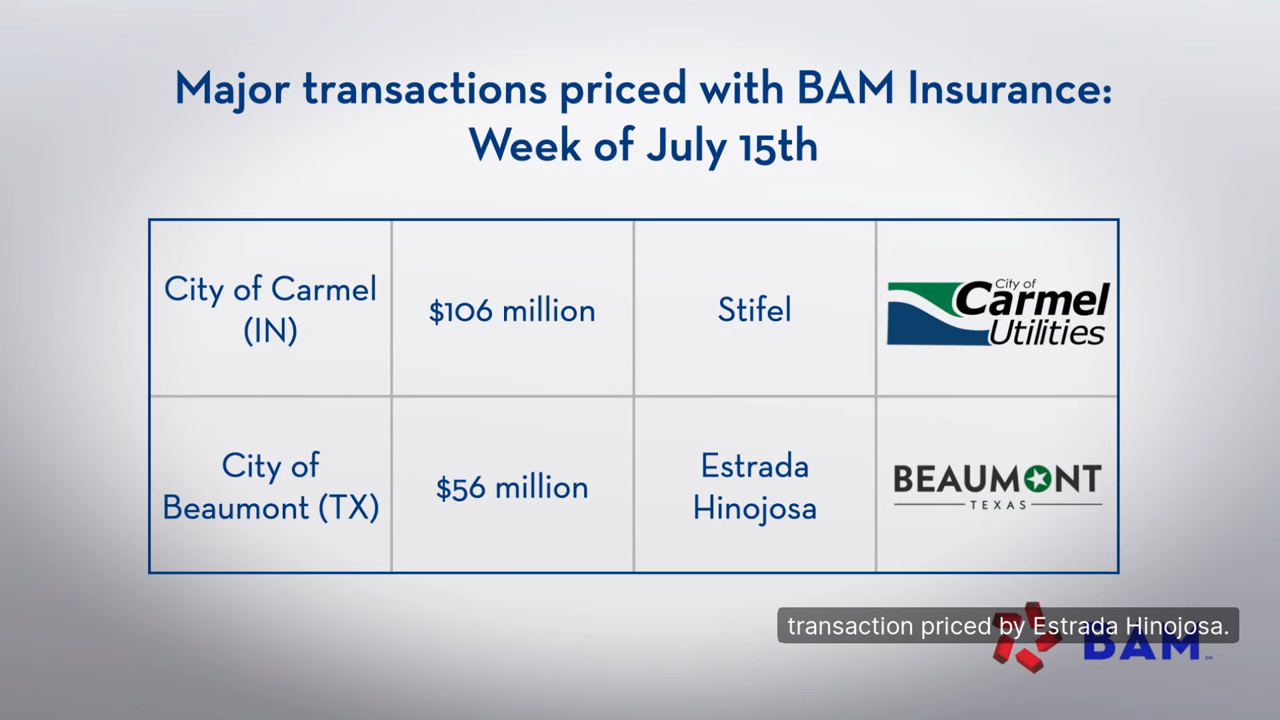 Major transactions priced with BAM Insurance:
Week of July 15th
City of Carmel
(IN)
$106 million
Stifel
City of
Carmel
Utilities
City of
Beaumont (TX)
$56 million
Estrada
Hinojosa
BEAUMONT
TEXAS
transaction priced by Estrada Hinojosa.
BAM